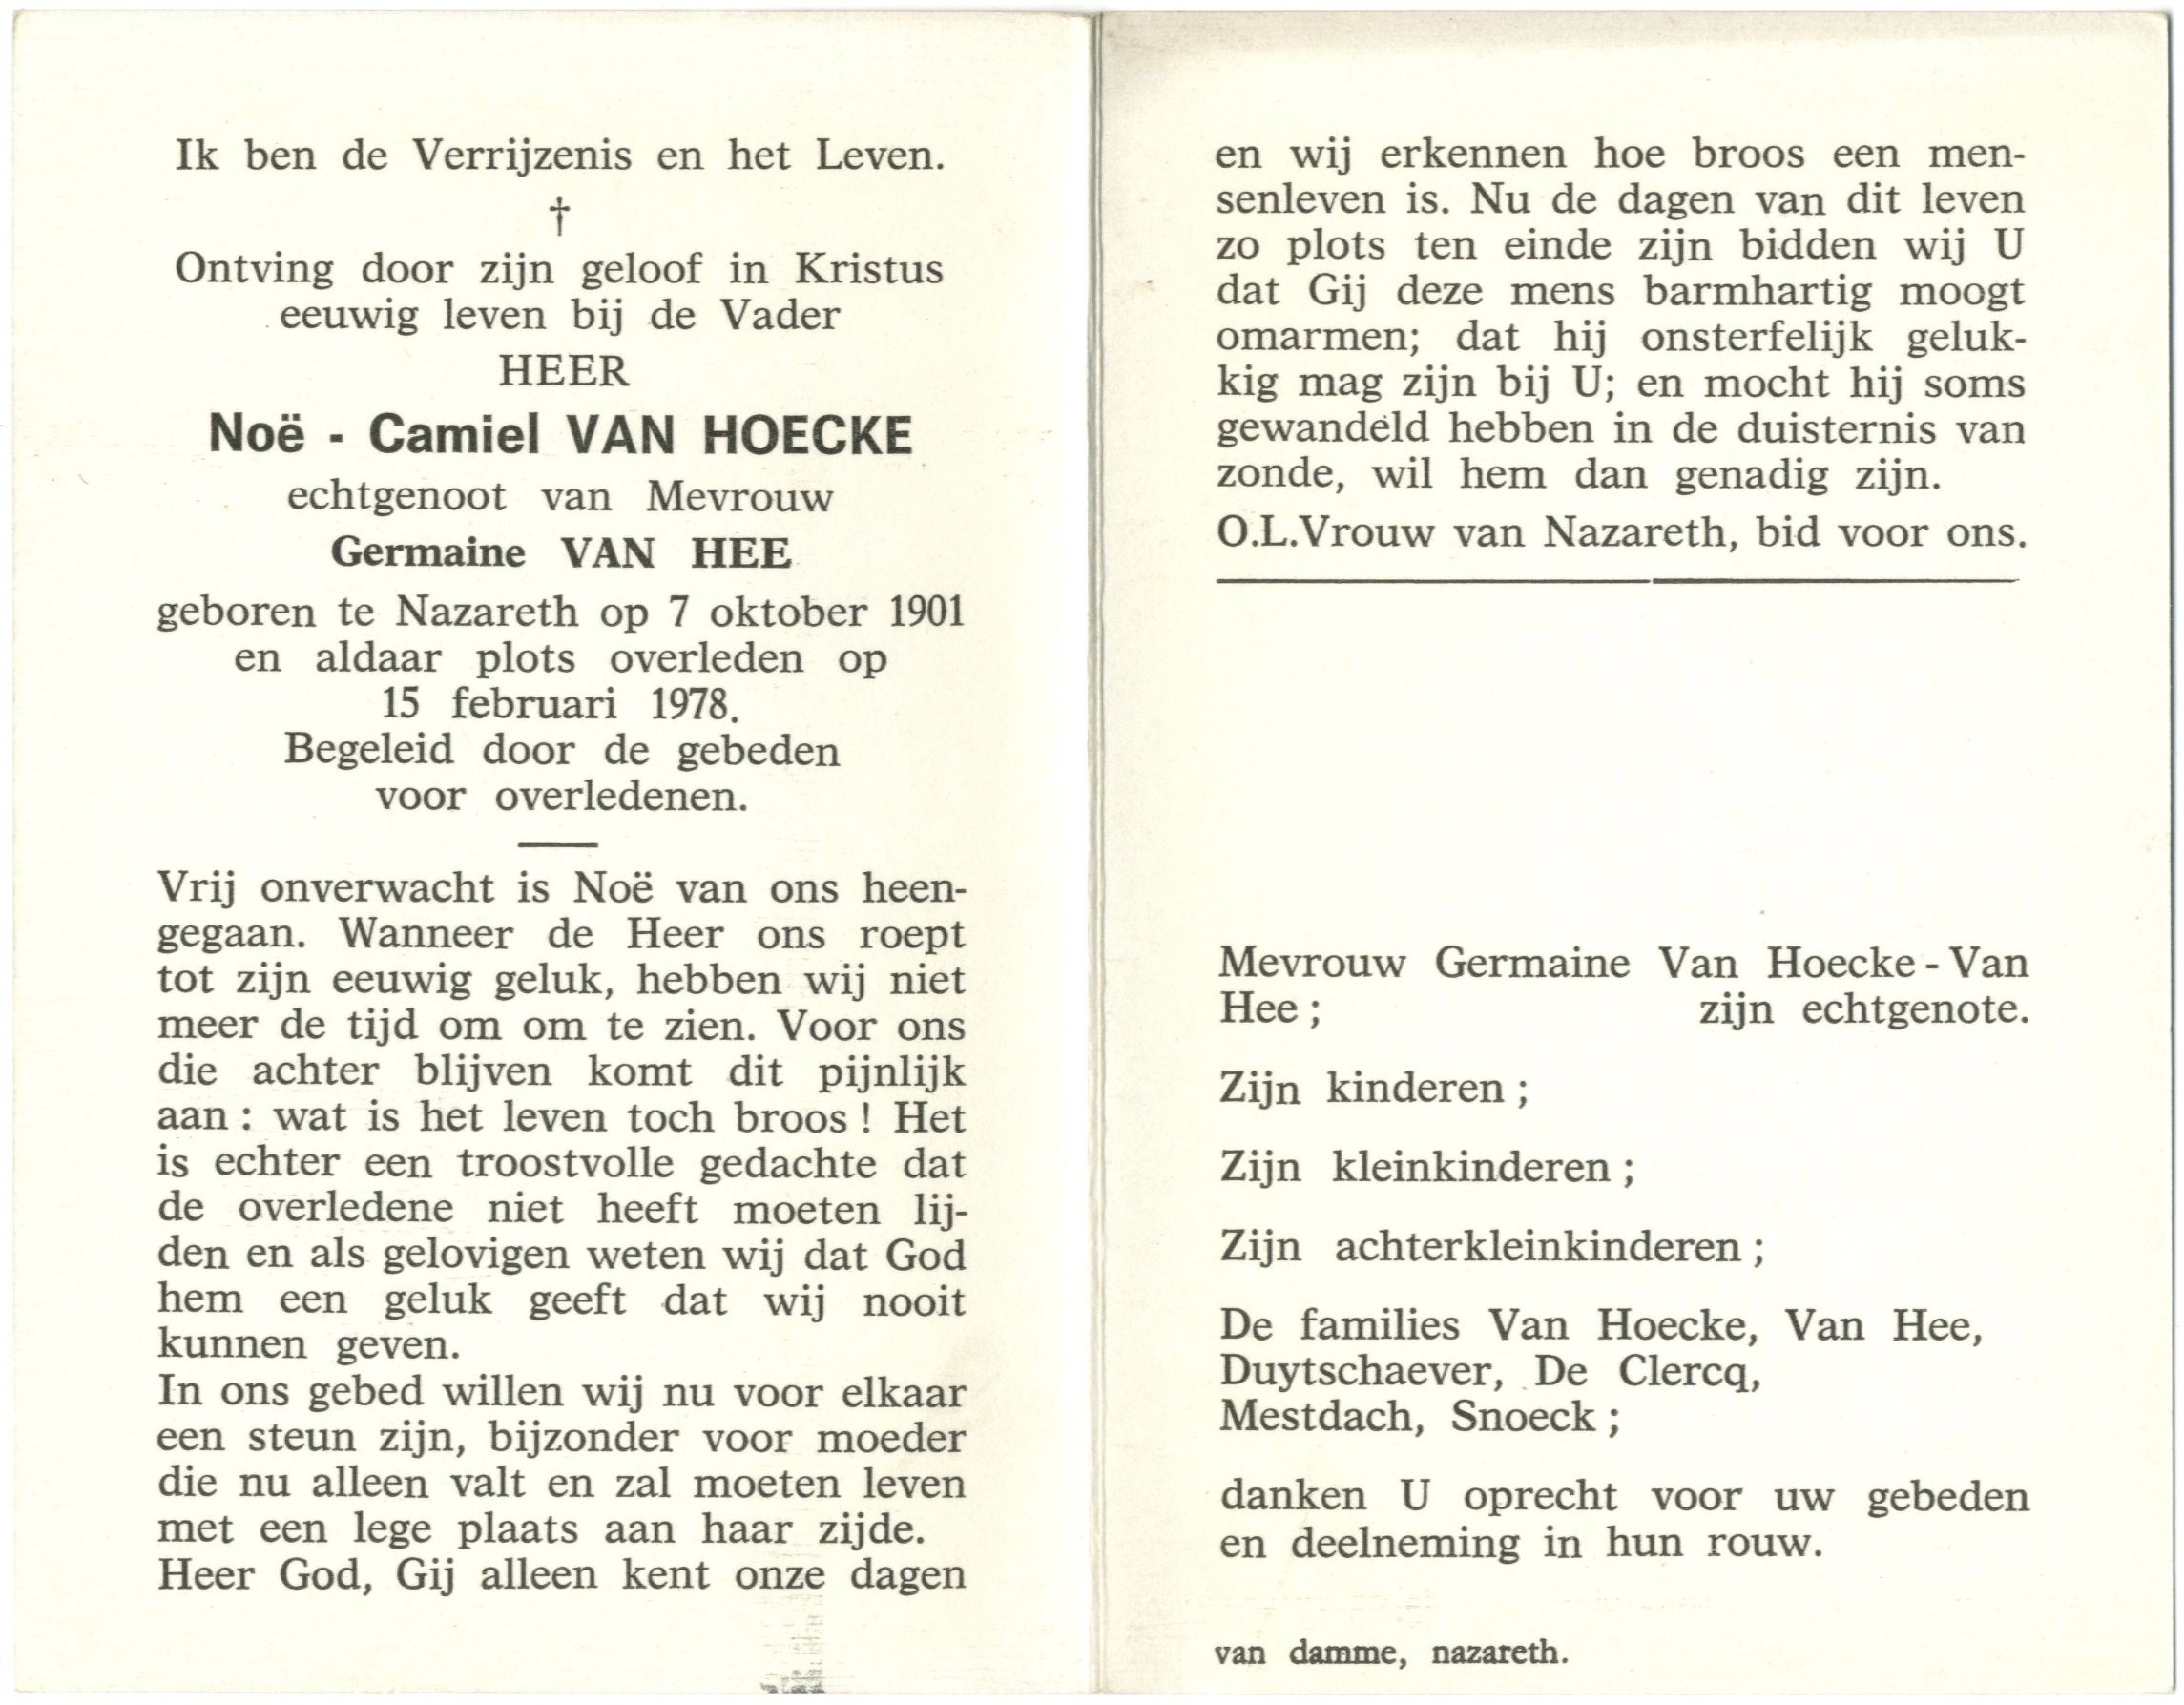 Ik ben de Verrijzenis en het Leven.
†
Ontving door zijn geloof in Kristus
eeuwig leven bij de Vader
HEER
Noë - Camiel VAN HOECKE
echtgenoot van Mevrouw
Germaine VAN HEE
geboren te Nazareth op 7 oktober 1901
en aldaar plots overleden op
15 februari 1978.
Begeleid door de gebeden
voor overledenen.
Vrij onverwacht is Noë van ons heen-
gegaan. Wanneer de Heer ons roept
tot zijn eeuwig geluk, hebben wij niet
meer de tijd om om te zien. Voor ons
die achter blijven komt dit pijnlijk
aan : wat is het leven toch broos ! Het
is echter een troostvolle gedachte dat
de overledene niet heeft moeten lij-
den en als gelovigen weten wij dat God
hem een geluk geeft dat wij nooit
kunnen geven.
In ons gebed willen wij nu voor elkaar
een steun zijn, bijzonder voor moeder
die nu alleen valt en zal moeten leven
met een lege plaats aan haar zijde.
Heer God, Gij alleen kent onze dagen
en wij erkennen hoe broos een men-
senleven is. Nu de dagen van dit leven
zo plots ten einde zijn bidden wij U
dat Gij deze mens barmhartig moogt
omarmen; dat hij onsterfelijk geluk-
kig mag zijn bij U; en mocht hij soms
gewandeld hebben in de duisternis van
zonde, wil hem dan genadig zijn.
O.L.Vrouw van Nazareth, bid voor ons.
Mevrouw Germaine Van Hoecke - Van
Hee ; zijn echtgenote.
Zijn kinderen ;
Zijn kleinkinderen ;
Zijn achterkleinkinderen ;
De families Van Hoecke, Van Hee,
Duytschaever, De Clercq,
Mestdach, Snoeck ;
danken U oprecht voor uw gebeden
en deelneming in hun rouw.
van damme, nazareth.